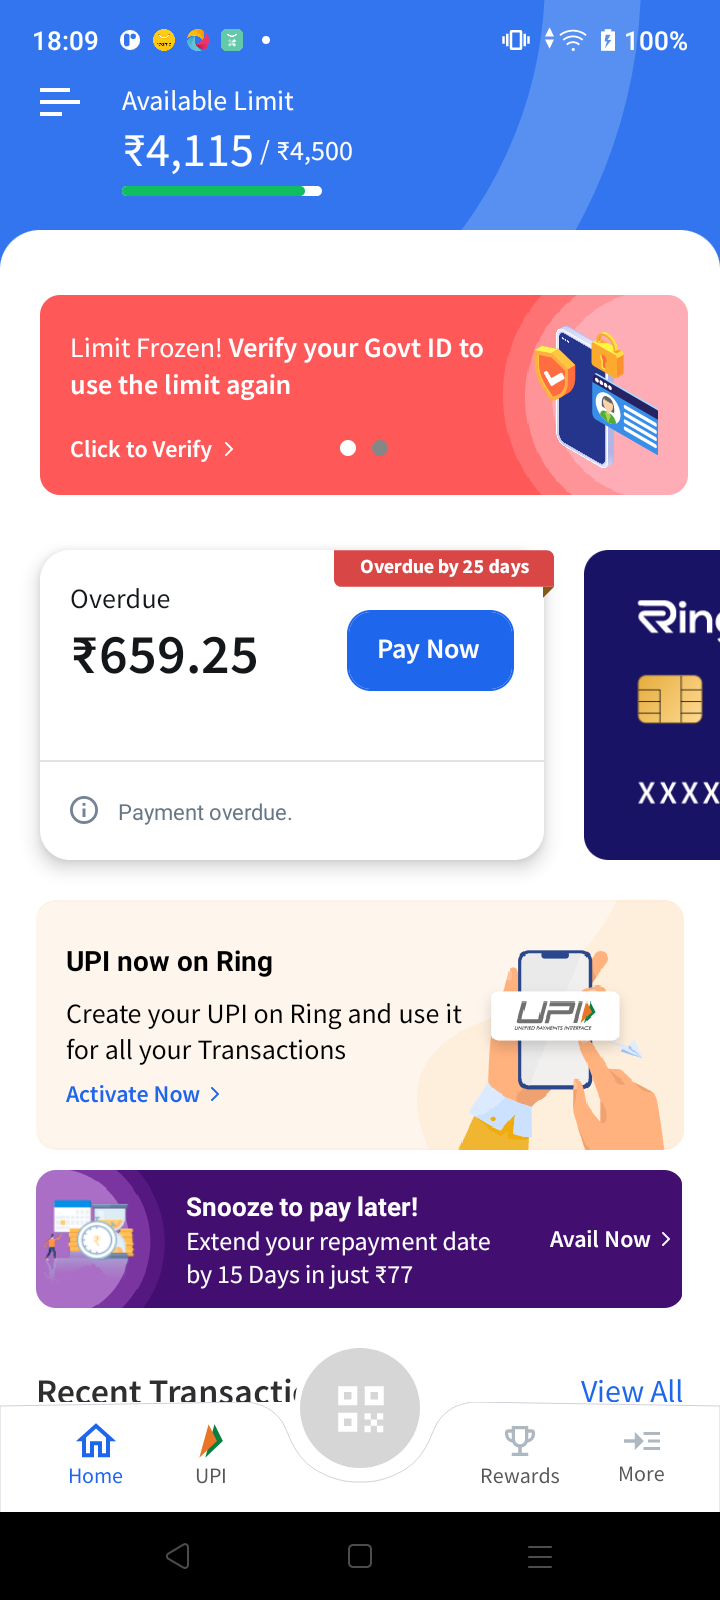 18:09
100%
Available Limit
₹4,115 / ₹4,500
Limit Frozen! Verify your Govt ID to
use the limit again
Click to Verify
Overdue by 25 days
Overdue
₹659.25
Pay Now
Payment overdue.
XXXX
UPI now on Ring
Create your UPI on Ring and use it
for all your Transactions
Activate Now
UPI
UNIFIED PAYMENTS INTERFACE
Snooze to pay later!
Extend your repayment date
by 15 Days in just ₹77
Avail Now
Recent
View All
Home
UPI
Rewards
More